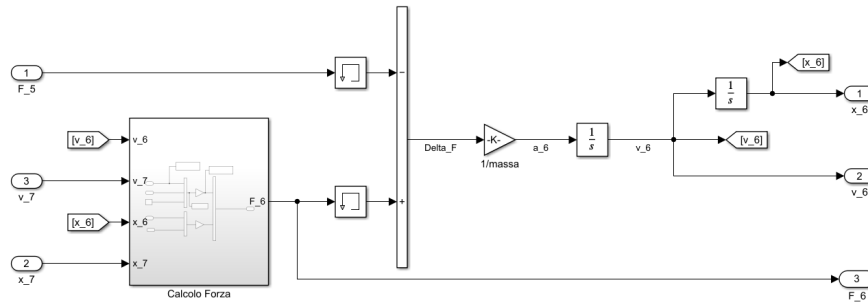 1
F_5
[v_6]
3
v_7
[x_6]
2
x_7
v_6
v_7
x_6
x_7
F_6
Calcolo Forza
−
+
Delta_F
-K-
1/massa
a_6
1
s
v_6
1
s
[x_6]
1
x_6
[v_6]
2
v_6
3
F_6